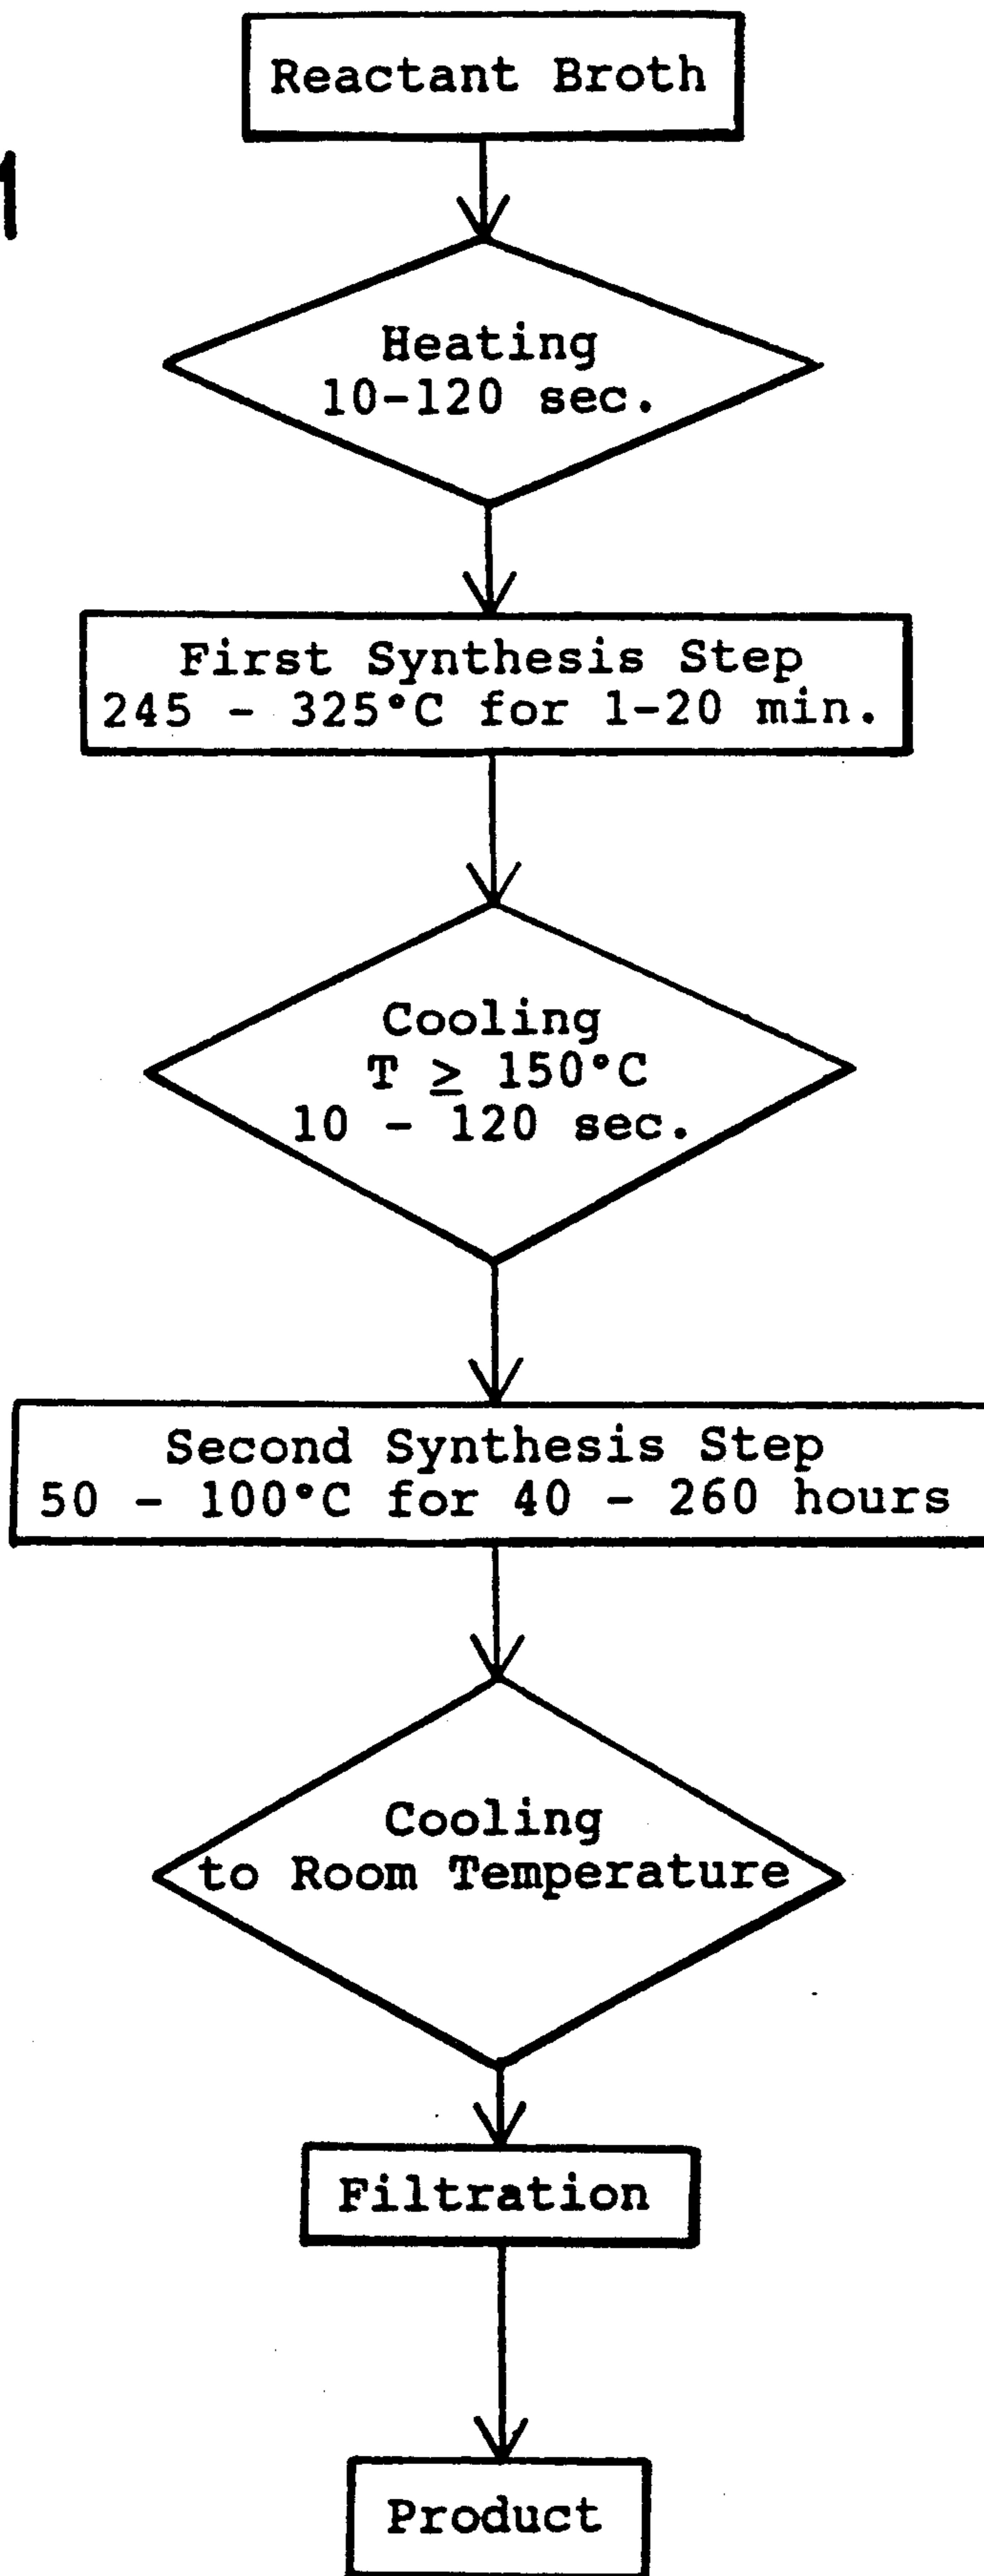 Reactant Broth
1
Heating
10-120 sec.
First Synthesis Step
245 - 325°C for 1-20 min.
Cooling
T ≥ 150°C
10 - 120 sec.
Second Synthesis Step
50 - 100°C for 40 - 260 hours
Cooling
to Room Temperature
Filtration
Product